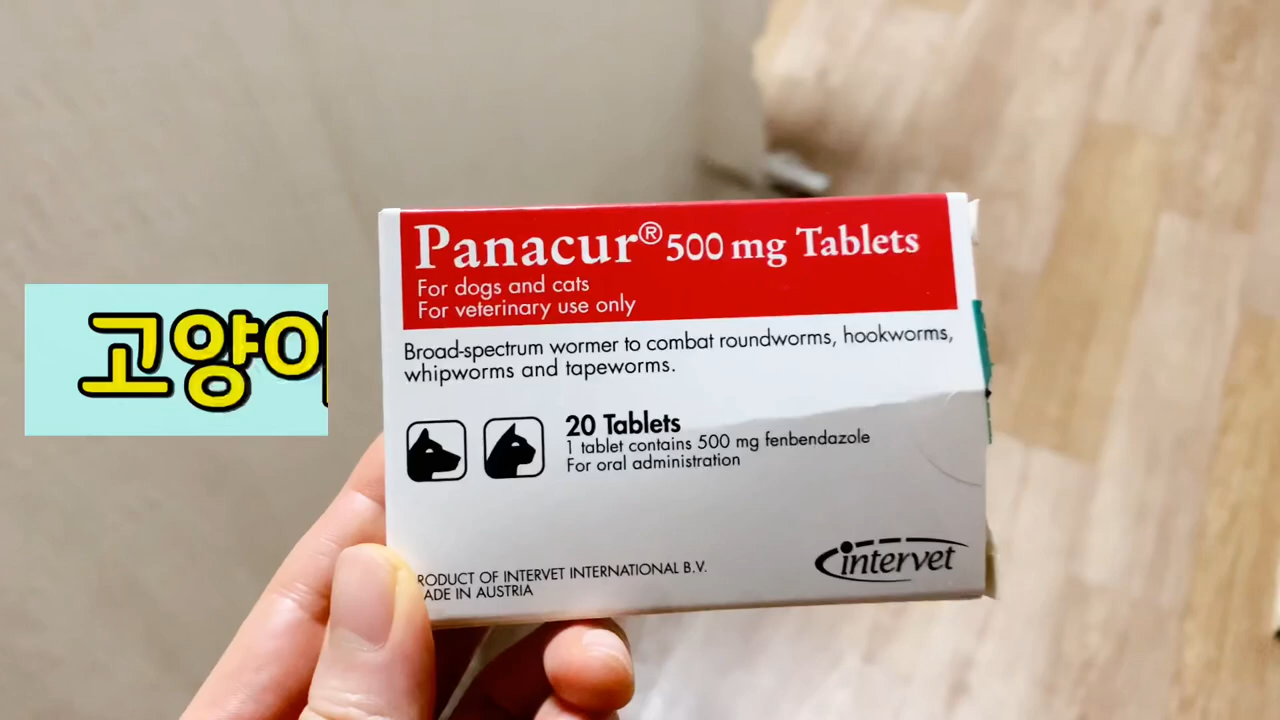 Panacur® 500 mg Tablets
For dogs and cats
For veterinary use only
Broad-spectrum wormer to combat roundworms, hookworms,
whipworms and tapeworms.
20 Tablets
1 tablet contains 500 mg fenbendazole
For oral administration
RODUCT OF INTERVET INTERNATIONAL B.V.
ADE IN AUSTRIA
intervet
고양이